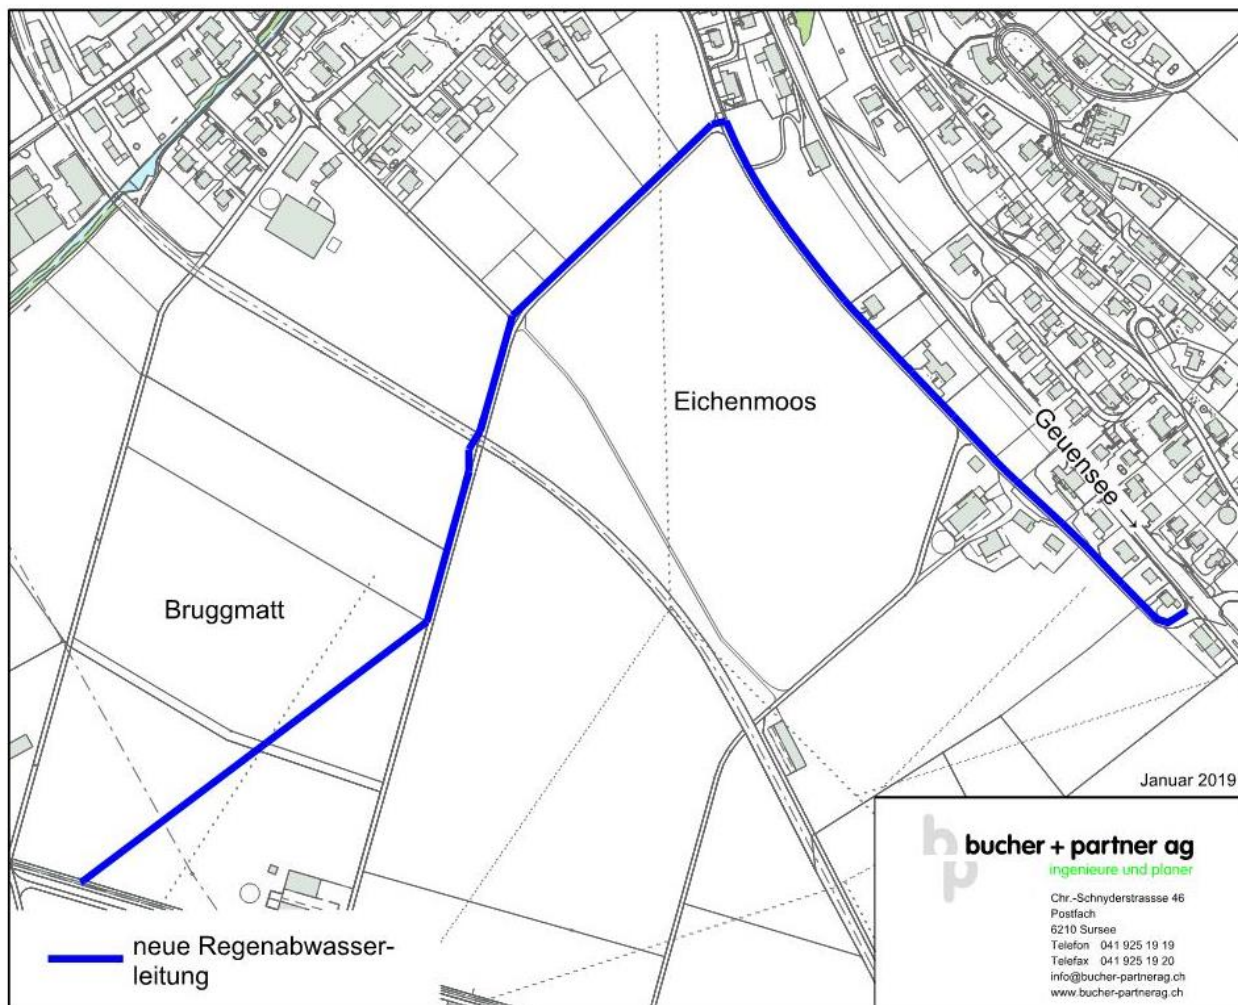 Eichenmoos
Geuensee →
Bruggmatt
Januar 2019
bp
bucher + partner ag
ingenieure und planer
Chr.-Schnyderstrassse 46
Postfach
6210 Sursee
Telefon 041 925 19 19
Telefax 041 925 19 20
info@bucher-partnerag.ch
www.bucher-partnerag.ch
neue Regenabwasser-
leitung